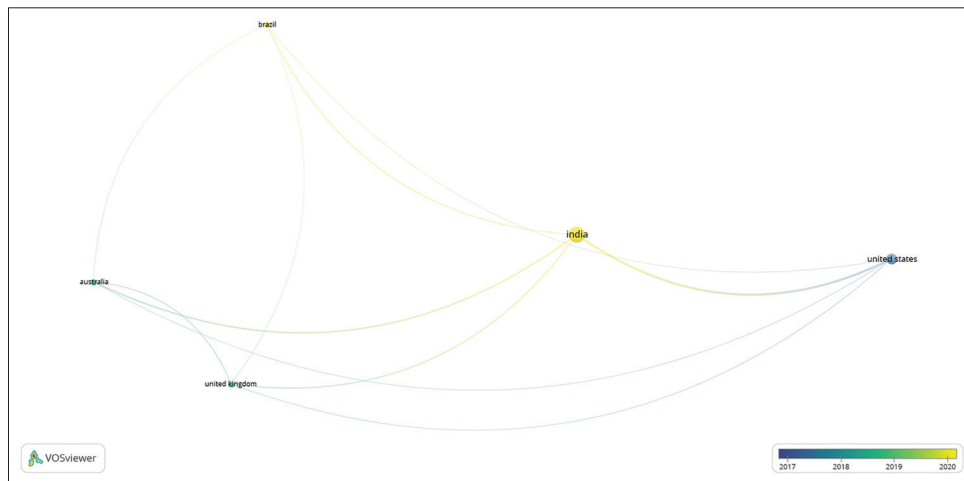 brazil
india
united states
australia
united kingdom
VOSviewer
2017 2018 2019 2020